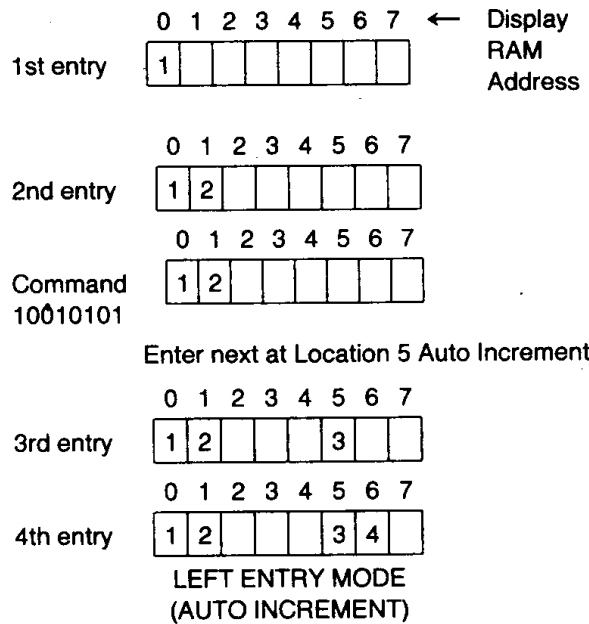 0 1 2 3 4 5 6 7 ← Display
RAM
Address
1st entry 1
0 1 2 3 4 5 6 7
2nd entry 1 2
0 1 2 3 4 5 6 7
Command 1 2
10010101
Enter next at Location 5 Auto Increment
0 1 2 3 4 5 6 7
3rd entry 1 2 3
0 1 2 3 4 5 6 7
4th entry 1 2 3 4
LEFT ENTRY MODE
(AUTO INCREMENT)